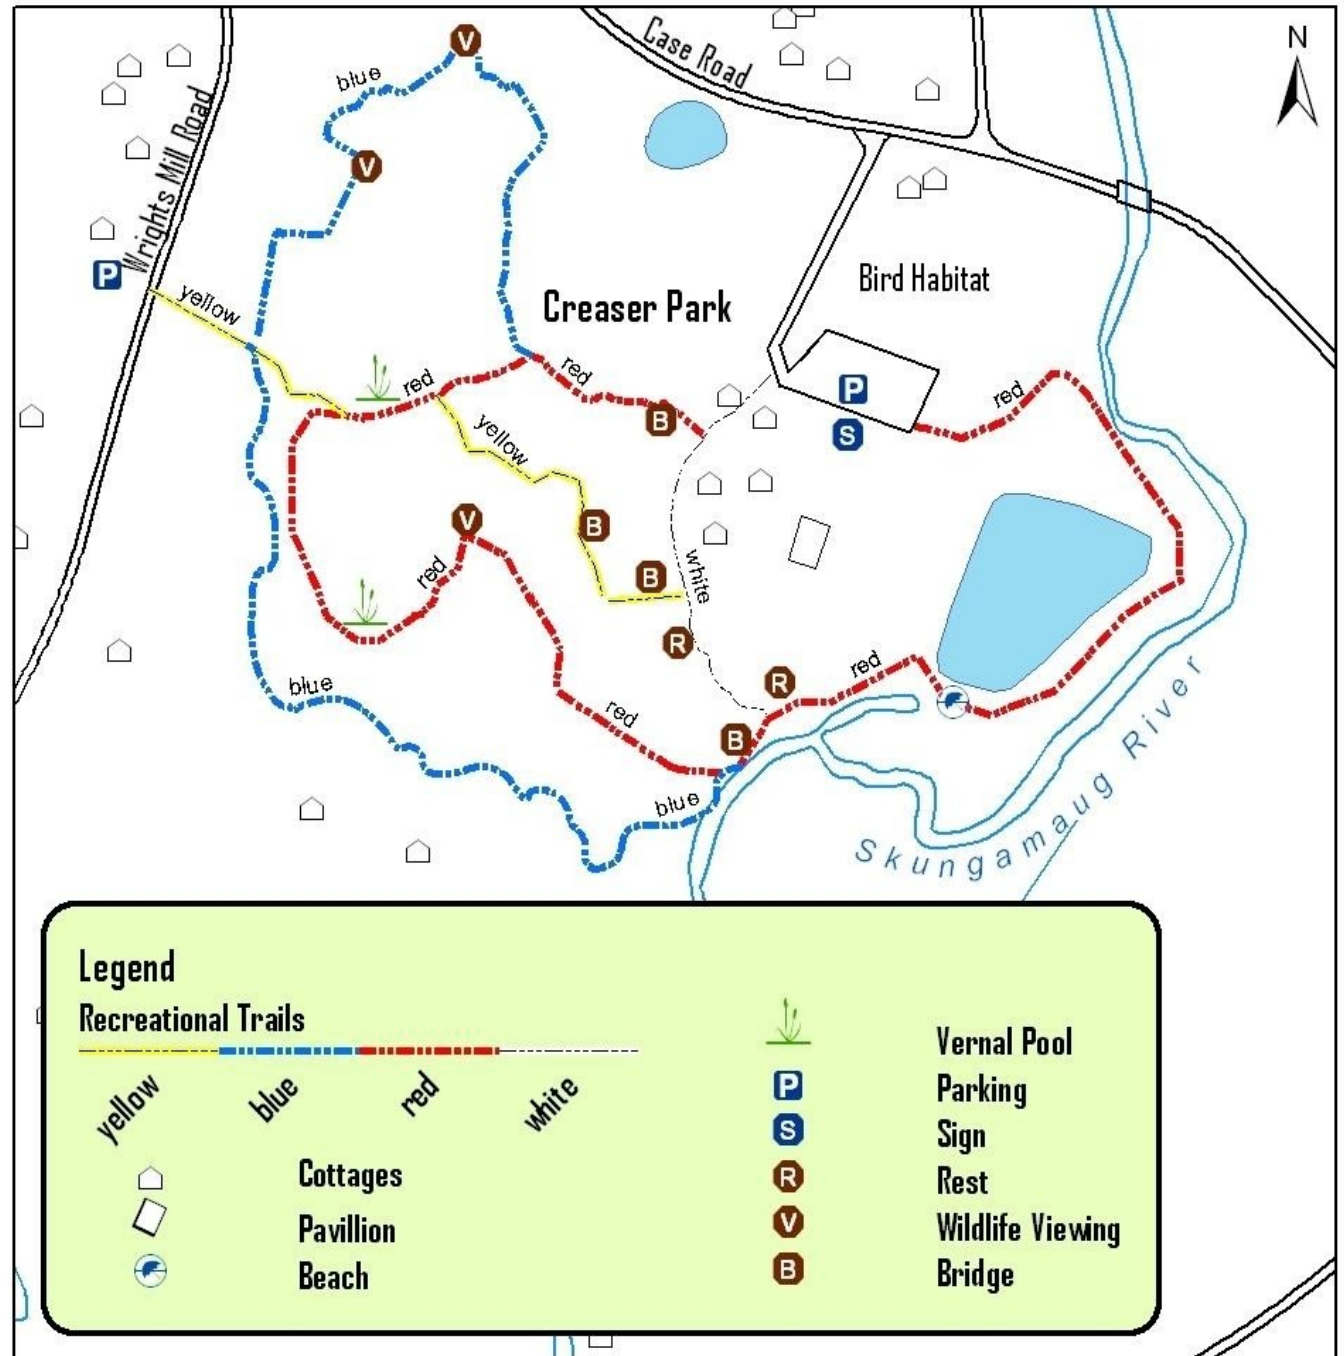 N
Case Road
V
blue
V
Wrights Mill Road
P
yellow
Bird Habitat
Creaser Park
red
red
red
P
B
S
yellow
V
B
red
B
white
R
blue
red
R
red
B
blue
Skungamaug River
Legend
Recreational Trails
yellow
blue
red
white
Cottages
Pavillion
Beach
Vernal Pool
P Parking
S Sign
R Rest
V Wildlife Viewing
B Bridge